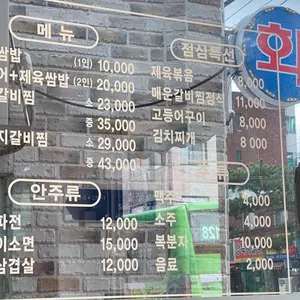 메뉴
쌈밥 (1인) 10,000
어+제육쌈밥 (2인) 20,000
갈비찜 소 23,000
중 35,000
지갈비찜 소 29,000
중 43,000
점심특선
제육볶음 8,000
매운갈비찜정식 11,000
고등어구이 8,000
김치찌개 8,000
안주류
파전 12,000
이소면 15,000
삼겹살 12,000
류
맥주 4,000
소주 4,000
복분자 10,000
음료 2,000
회
128